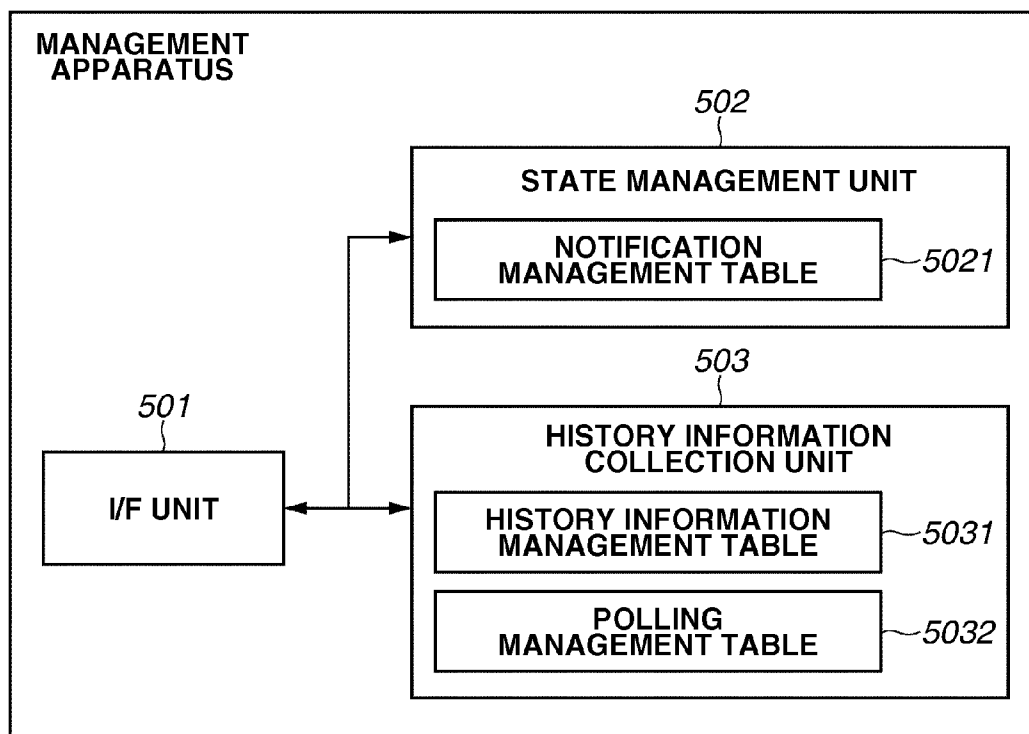 MANAGEMENT
APPARATUS
502
STATE MANAGEMENT UNIT
NOTIFICATION
MANAGEMENT TABLE
5021
503
HISTORY INFORMATION
COLLECTION UNIT
501
I/F UNIT
HISTORY INFORMATION
MANAGEMENT TABLE
5031
POLLING
MANAGEMENT TABLE
5032